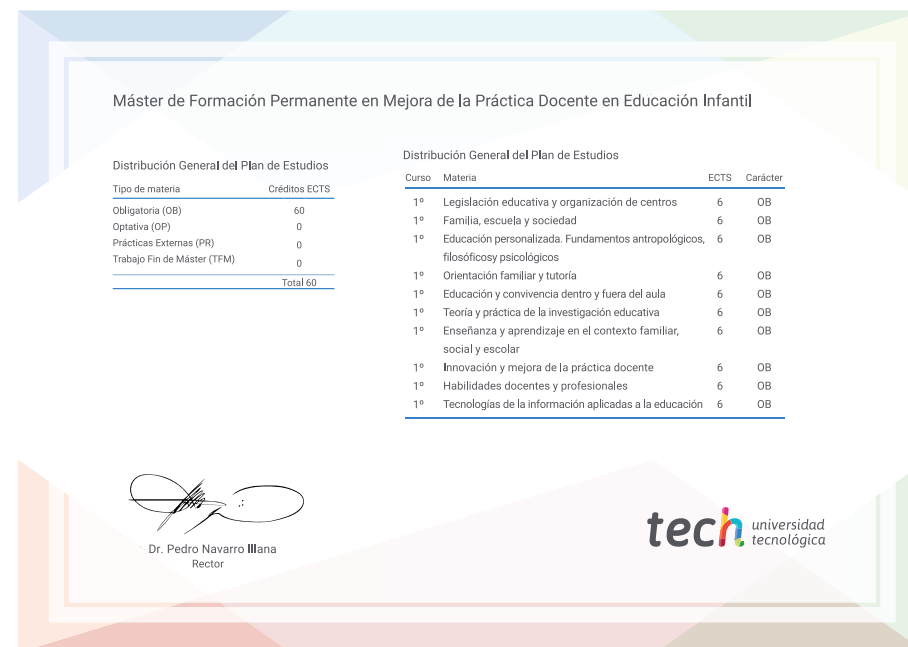 Máster de Formación Permanente en Mejora de la Práctica Docente en Educación Infantil
Distribución General del Plan de Estudios
Tipo de materia Créditos ECTS
Obligatoria (OB) 60
Optativa (OP) 0
Prácticas Externas (PR) 0
Trabajo Fin de Máster (TFM) 0
Total 60
Distribución General del Plan de Estudios
Curso Materia ECTS Carácter
1º Legislación educativa y organización de centros 6 OB
1º Familia, escuela y sociedad 6 OB
1º Educación personalizada. Fundamentos antropológicos, 6 OB
filosóficosy psicológicos
1º Orientación familiar y tutoría 6 OB
1º Educación y convivencia dentro y fuera del aula 6 OB
1º Teoría y práctica de la investigación educativa 6 OB
1º Enseñanza y aprendizaje en el contexto familiar, 6 OB
social y escolar
1º Innovación y mejora de la práctica docente 6 OB
1º Habilidades docentes y profesionales 6 OB
1º Tecnologías de la información aplicadas a la educación 6 OB
Dr. Pedro Navarro Illana
Rector
tech universidad
tecnológica